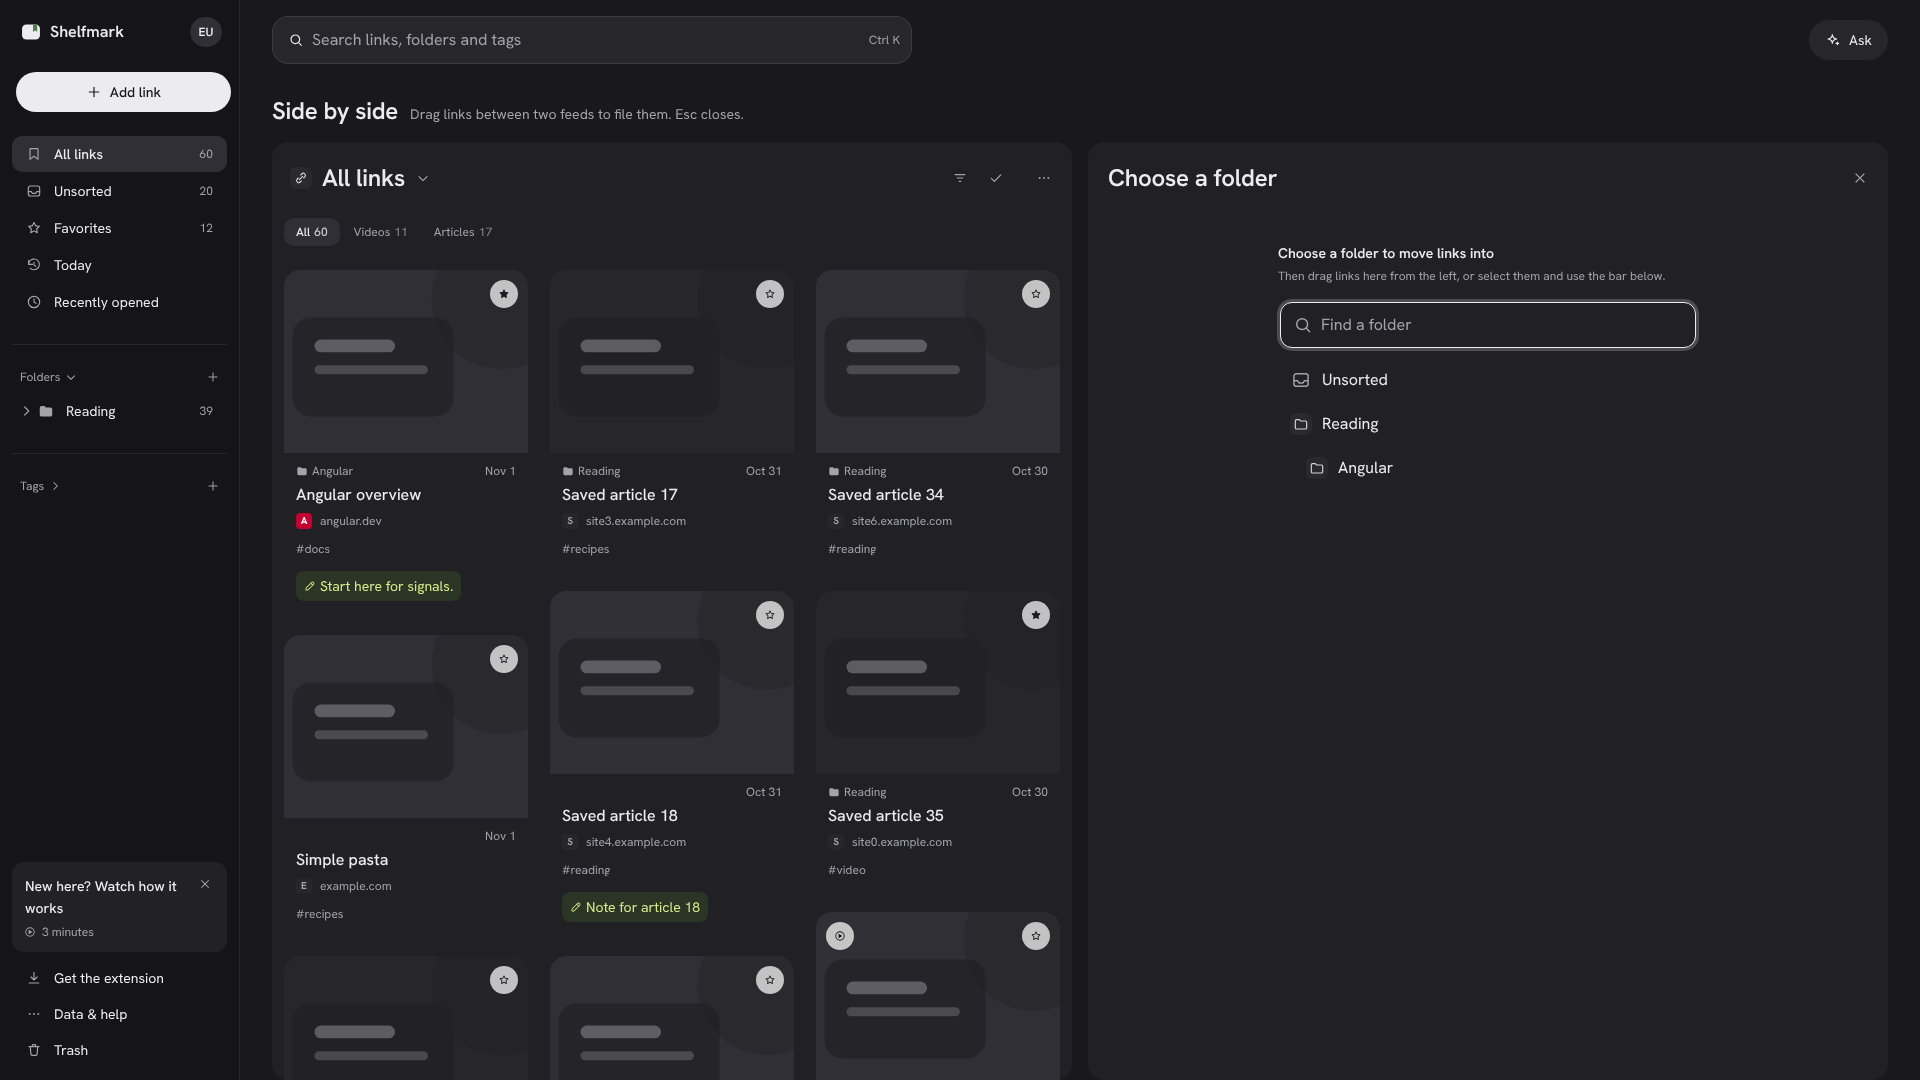 Shelfmark
EU
Add link
All links 60
Unsorted 20
Favorites 12
Today
Recently opened
Folders
Reading 39
Tags
New here? Watch how it
works
3 minutes
Get the extension
Data & help
Trash
Search links, folders and tags Ctrl K
Ask
Side by side Drag links between two feeds to file them. Esc closes.
All links
All 60 Videos 11 Articles 17
Angular Nov 1
Angular overview
A angular.dev
#docs
Start here for signals.
Nov 1
Simple pasta
E example.com
#recipes
Reading Oct 31
Saved article 17
S site3.example.com
#recipes
Oct 31
Saved article 18
S site4.example.com
#reading
Note for article 18
Reading Oct 30
Saved article 34
S site6.example.com
#reading
Reading Oct 30
Saved article 35
S site0.example.com
#video
Choose a folder
Choose a folder to move links into
Then drag links here from the left, or select them and use the bar below.
Find a folder
Unsorted
Reading
Angular